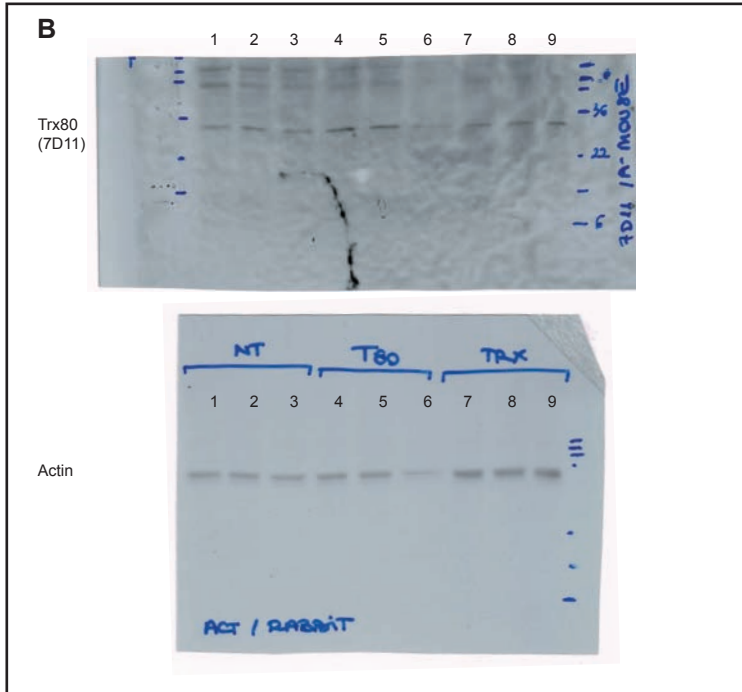 B
1 2 3 4 5 6 7 8 9
Trx80
(7D11)
36
22
6
7D11 / A-MOUSE
NT T80 TRX
1 2 3 4 5 6 7 8 9
Actin
ACT / RABBIT